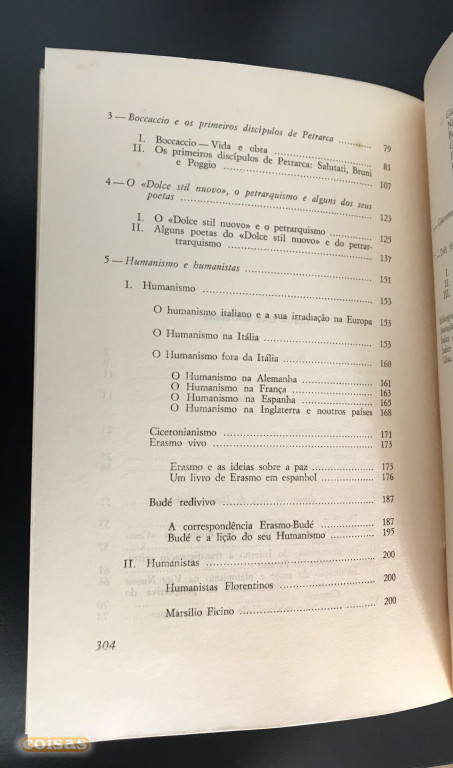 3 — Boccaccio e os primeiros discípulos de Petrarca ............ 79
I. Boccaccio — Vida e obra ............ 81
II. Os primeiros discípulos de Petrarca: Salutati, Bruni
e Poggio ............ 107
4 — O «Dolce stil nuovo», o petrarquismo e alguns dos seus
poetas ............ 123
I. O «Dolce stil nuovo» e o petrarquismo ............ 125
II. Alguns poetas do «Dolce stil nuovo» e do petrar-
trarquismo ............ 137
5 — Humanismo e humanistas ............ 151
I. Humanismo ............ 153
O humanismo italiano e a sua irradiação na Europa 153
O Humanismo na Itália ............ 153
O Humanismo fora da Itália ............ 160
O Humanismo na Alemanha ............ 161
O Humanismo na França ............ 163
O Humanismo na Espanha ............ 165
O Humanismo na Inglaterra e noutros países 168
Ciceronianismo ............ 171
Erasmo vivo ............ 173
Erasmo e as ideias sobre a paz ............ 173
Um livro de Erasmo em espanhol ............ 176
Budé redivivo ............ 187
A correspondência Erasmo-Budé ............ 187
Budé e a lição do seu Humanismo ............ 195
II. Humanistas ............ 200
Humanistas Florentinos ............ 200
Marsílio Ficino ............ 200
304
coisas